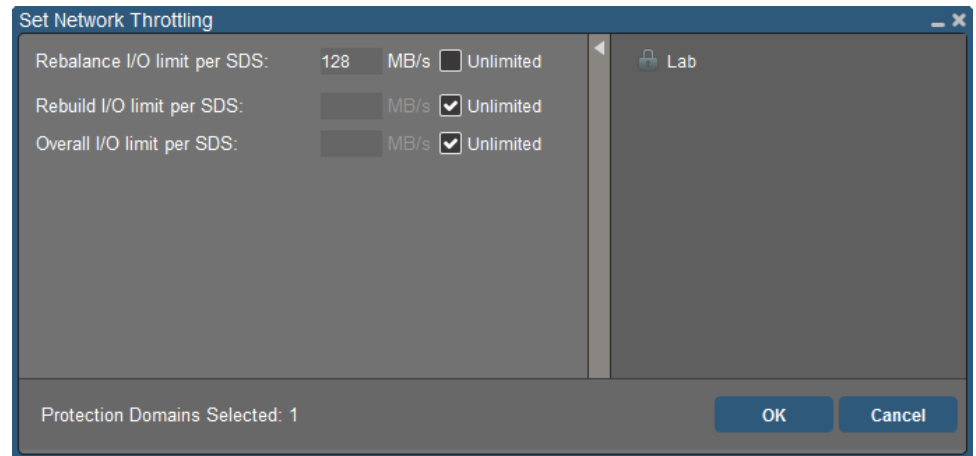 Set Network Throttling
Rebalance I/O limit per SDS: 128 MB/s Unlimited
Lab
Rebuild I/O limit per SDS: MB/s Unlimited
Overall I/O limit per SDS: MB/s Unlimited
Protection Domains Selected: 1
OK Cancel